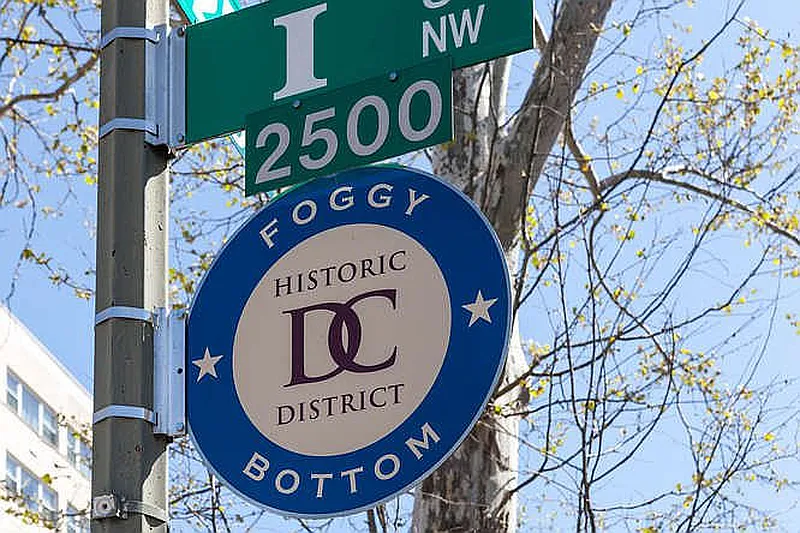 I NW
2500
FOGGY
HISTORIC
DC
DISTRICT
BOTTOM